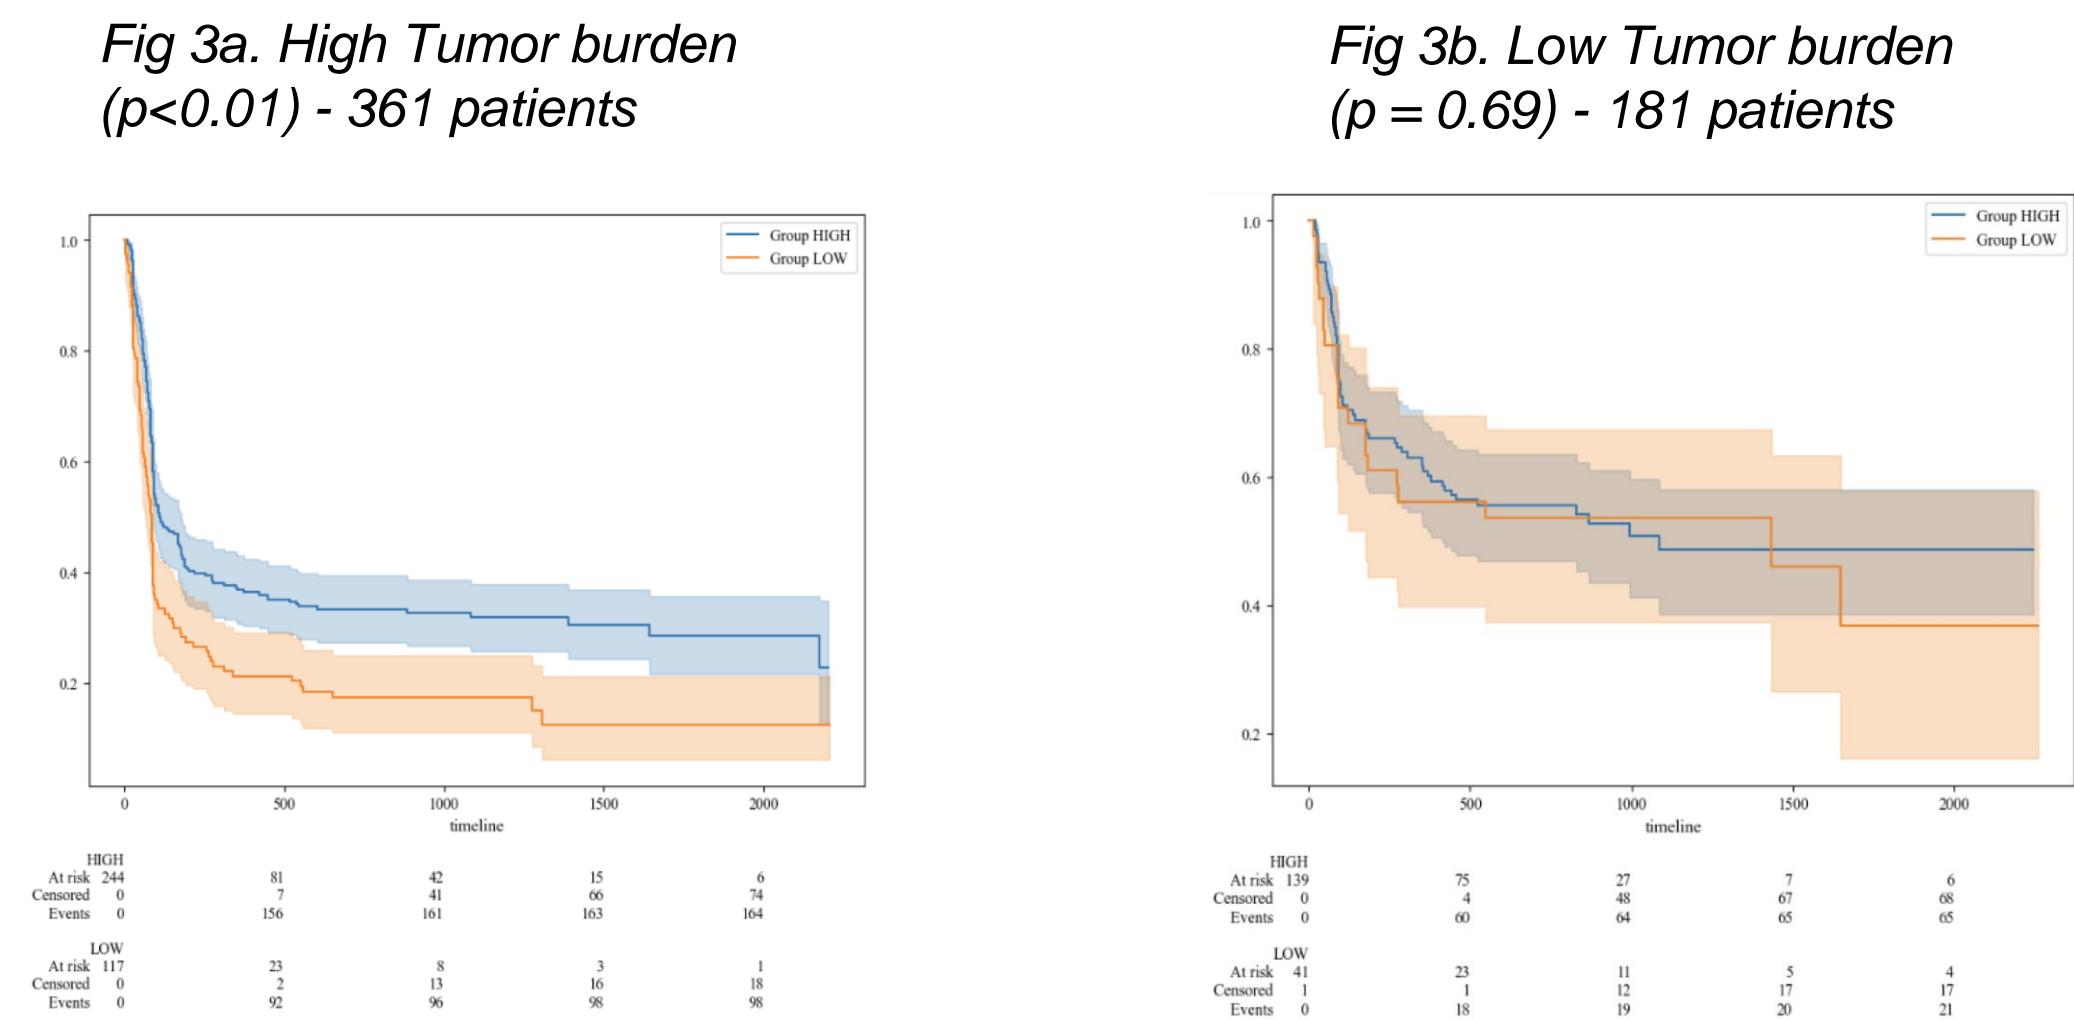 Fig 3a. High Tumor burden
(p<0.01) - 361 patients
Group HIGH
Group LOW
1.0
0.8
0.6
0.4
0.2
0 500 1000 1500 2000
timeline
HIGH
At risk 244 81 42 15 6
Censored 0 7 41 66 74
Events 0 156 161 163 164
LOW
At risk 117 23 8 3 1
Censored 0 2 13 16 18
Events 0 92 96 98 98
Fig 3b. Low Tumor burden
(p = 0.69) - 181 patients
Group HIGH
Group LOW
1.0
0.8
0.6
0.4
0.2
0 500 1000 1500 2000
timeline
HIGH
At risk 139 75 27 7 6
Censored 0 4 48 67 68
Events 0 60 64 65 65
LOW
At risk 41 23 11 5 4
Censored 1 1 12 17 17
Events 0 18 19 20 21